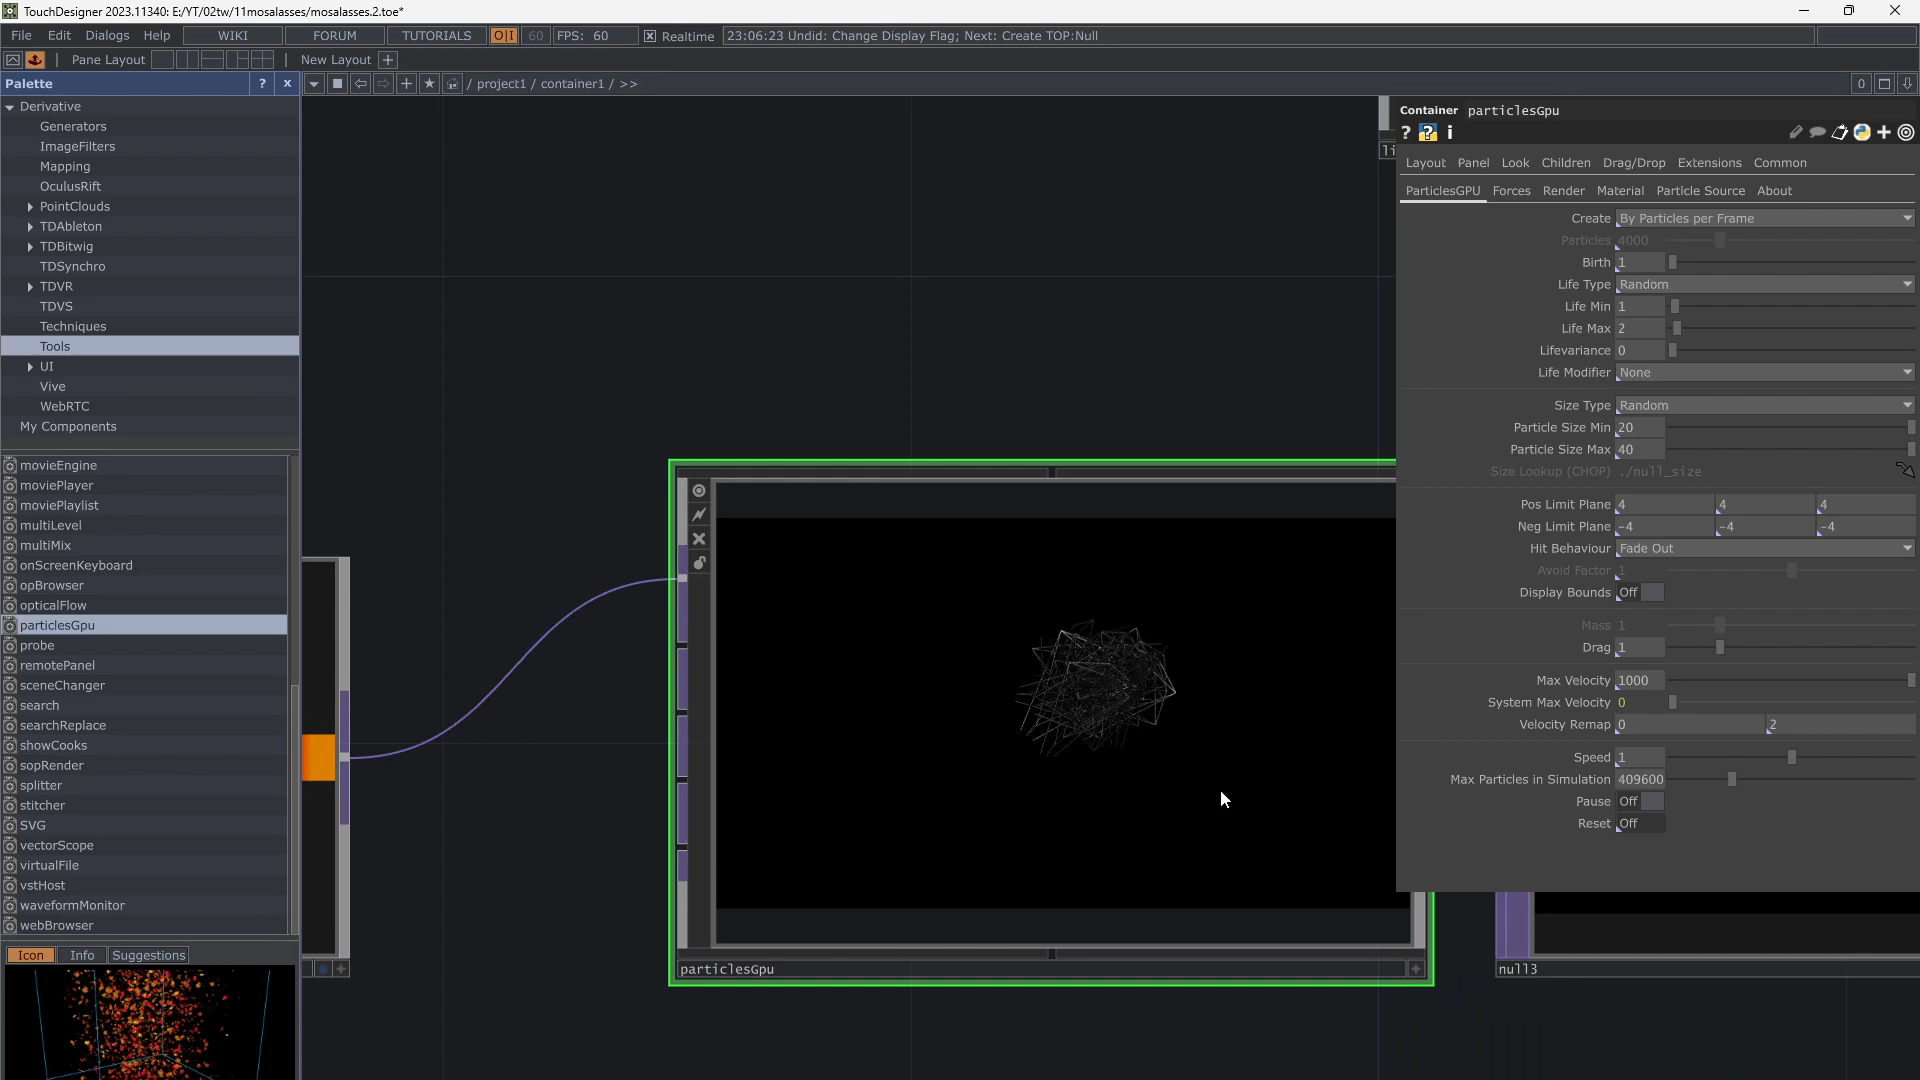 TouchDesigner 2023.11340: E:/YT/02tw/11mosalasses/mosalasses.2.toe*
File Edit Dialogs Help WIKI FORUM TUTORIALS O|I 60 FPS: 60 Realtime 23:06:23 Undid: Change Display Flag; Next: Create TOP:Null
Pane Layout New Layout +
Palette ? x / project1 / container1 / >> 0
Derivative
Generators
ImageFilters
Mapping
OculusRift
PointClouds
TDAbleton
TDBitwig
TDSynchro
TDVR
TDVS
Techniques
Tools
UI
Vive
WebRTC
My Components
movieEngine
moviePlayer
moviePlaylist
multiLevel
multiMix
onScreenKeyboard
opBrowser
opticalFlow
particlesGpu
probe
remotePanel
sceneChanger
search
searchReplace
showCooks
sopRender
splitter
stitcher
SVG
vectorScope
virtualFile
vstHost
waveformMonitor
webBrowser
Icon Info Suggestions
particlesGpu
null3
li
Container particlesGpu
? ? i
Layout Panel Look Children Drag/Drop Extensions Common
ParticlesGPU Forces Render Material Particle Source About
Create By Particles per Frame
Particles 4000
Birth 1
Life Type Random
Life Min 1
Life Max 2
Lifevariance 0
Life Modifier None
Size Type Random
Particle Size Min 20
Particle Size Max 40
Size Lookup (CHOP) ./null_size
Pos Limit Plane 4 4 4
Neg Limit Plane -4 -4 -4
Hit Behaviour Fade Out
Avoid Factor 1
Display Bounds Off
Mass 1
Drag 1
Max Velocity 1000
System Max Velocity 0
Velocity Remap 0 2
Speed 1
Max Particles in Simulation 409600
Pause Off
Reset Off